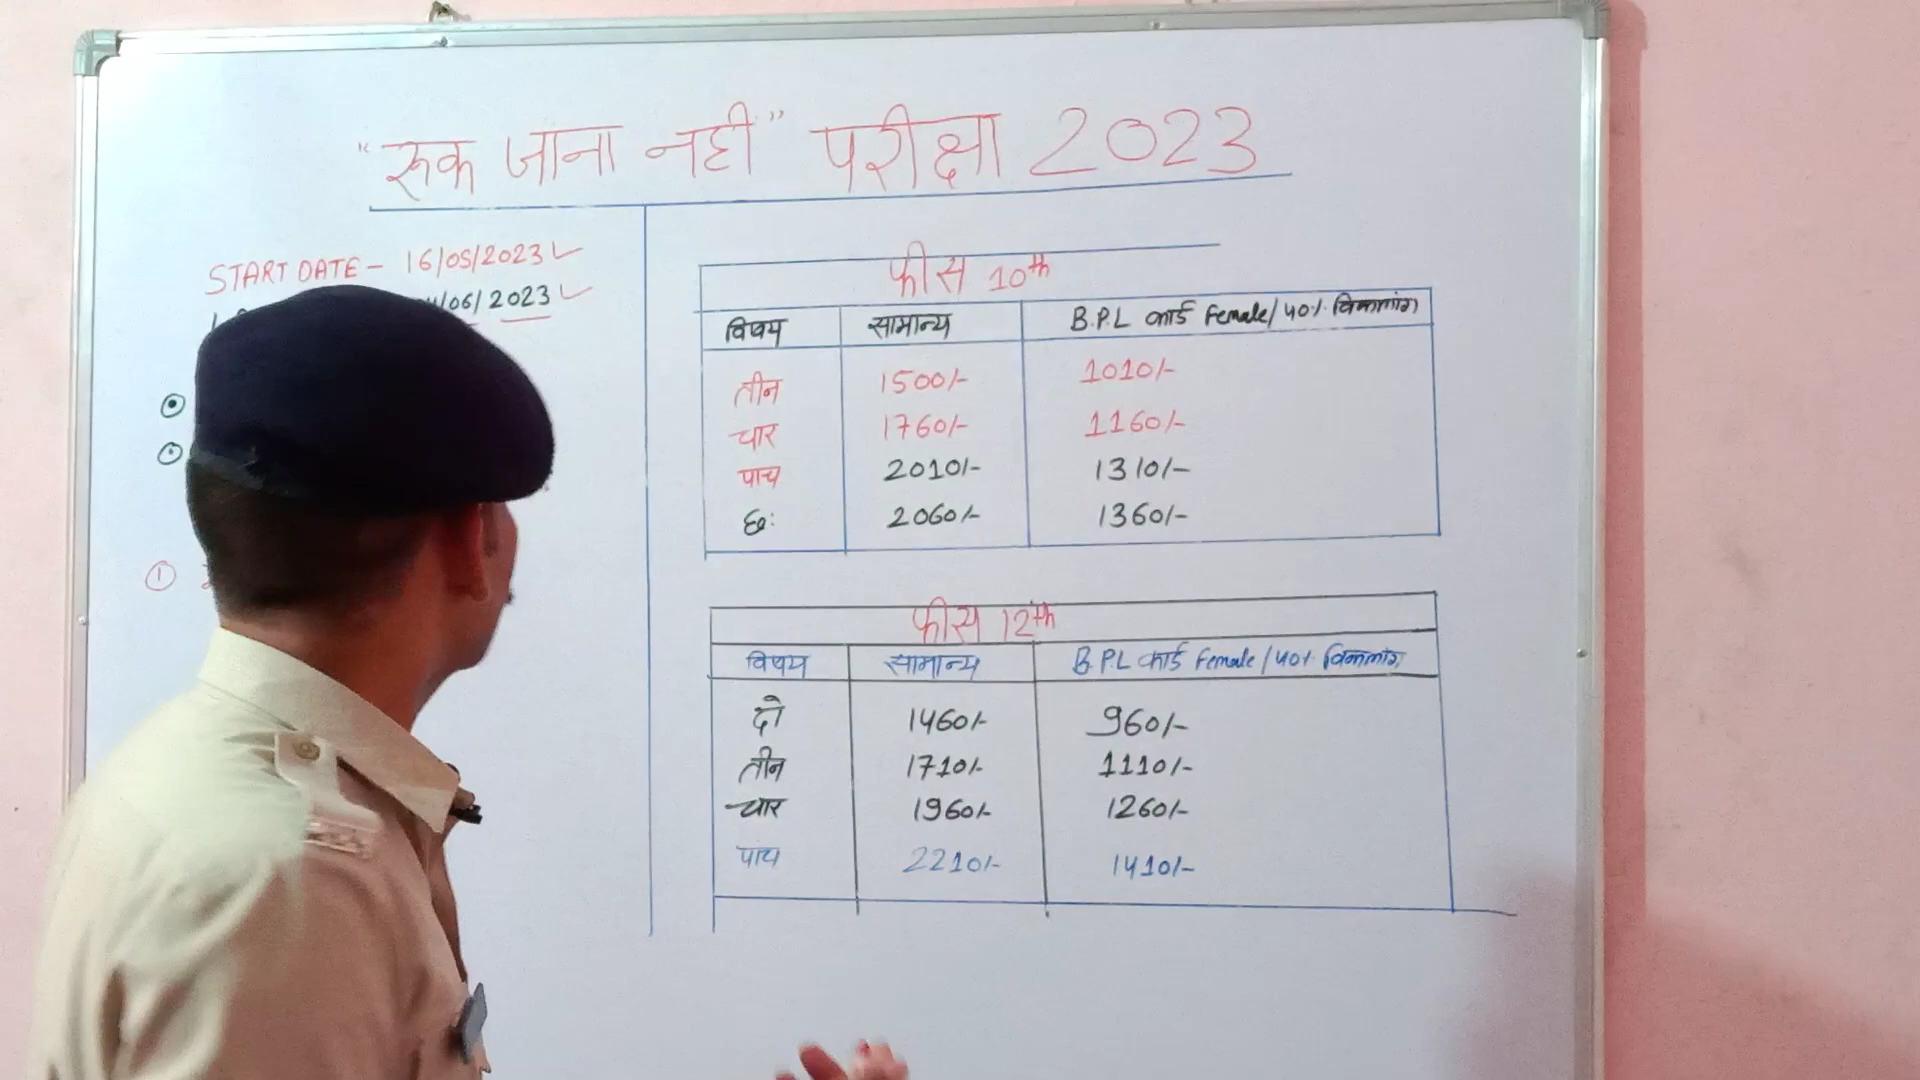 "रूक जाना नही" परीक्षा 2023
START DATE - 16/05/2023
/06/2023
①
फीस 10th
विषय सामान्य B.P.L कार्ड Female/40% विकलांग
तीन 1500/- 1010/-
चार 1760/- 1160/-
पाच 2010/- 1310/-
छः 2060/- 1360/-
फीस 12th
विषय सामान्य B.P.L कार्ड Female/40% विकलांग
दो 1460/- 960/-
तीन 1710/- 1110/-
चार 1960/- 1260/-
पाच 2210/- 1410/-